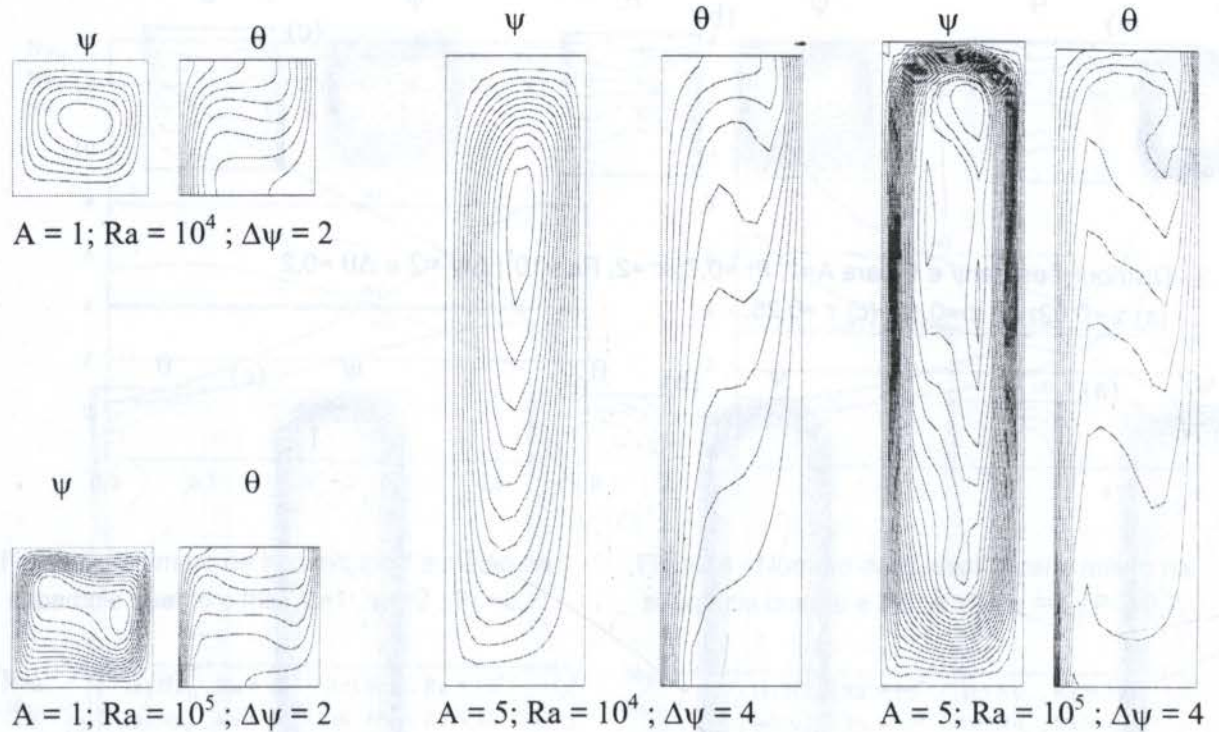 ψ θ
A = 1; Ra = 10⁴ ; Δψ = 2
ψ θ
A = 1; Ra = 10⁵ ; Δψ = 2
ψ θ
A = 5; Ra = 10⁴ ; Δψ = 4
ψ θ
A = 5; Ra = 10⁵ ; Δψ = 4